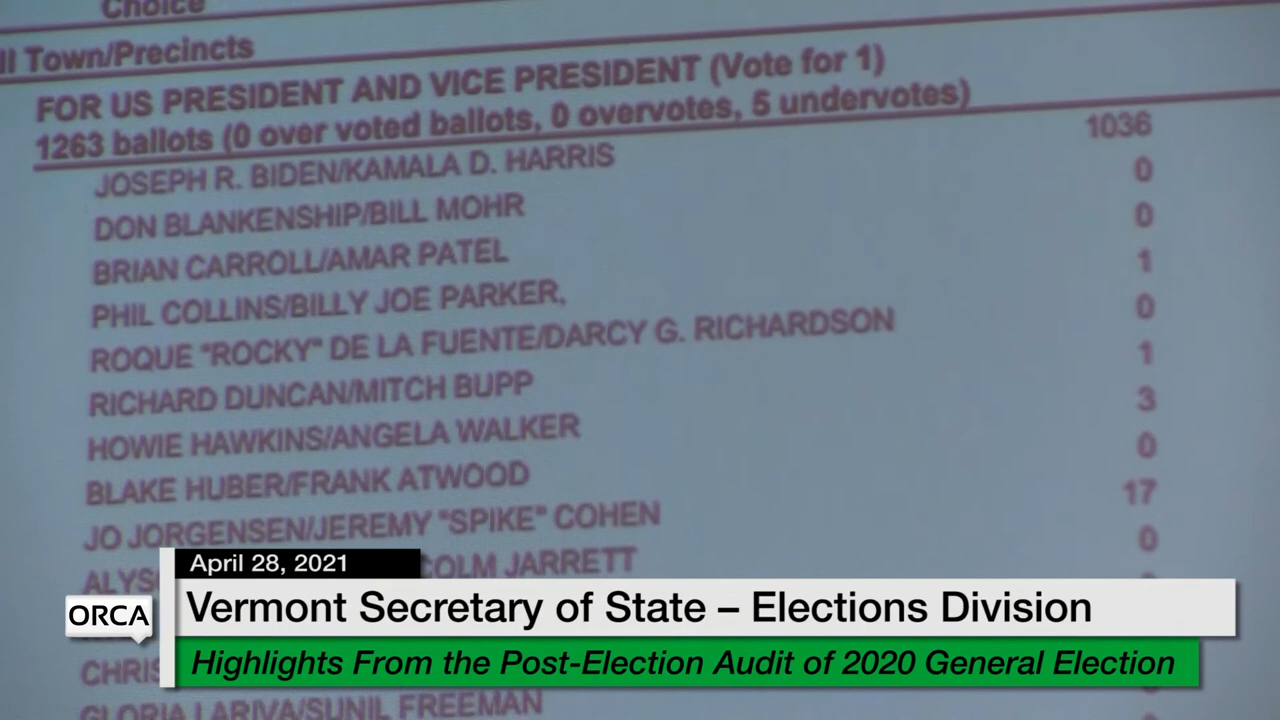 Choice
ll Town/Precincts
FOR US PRESIDENT AND VICE PRESIDENT (Vote for 1)
1263 ballots (0 over voted ballots, 0 overvotes, 5 undervotes)
JOSEPH R. BIDEN/KAMALA D. HARRIS 1036
DON BLANKENSHIP/BILL MOHR 0
BRIAN CARROLL/AMAR PATEL 0
PHIL COLLINS/BILLY JOE PARKER, 1
ROQUE "ROCKY" DE LA FUENTE/DARCY G. RICHARDSON 0
RICHARD DUNCAN/MITCH BUPP 1
HOWIE HAWKINS/ANGELA WALKER 3
BLAKE HUBER/FRANK ATWOOD 0
JO JORGENSEN/JEREMY "SPIKE" COHEN 17
ALYS COLM JARRETT 0
CHRIS
GLORIA LARIVA/SUNIL FREEMAN
April 28, 2021
ORCA
Vermont Secretary of State – Elections Division
Highlights From the Post-Election Audit of 2020 General Election